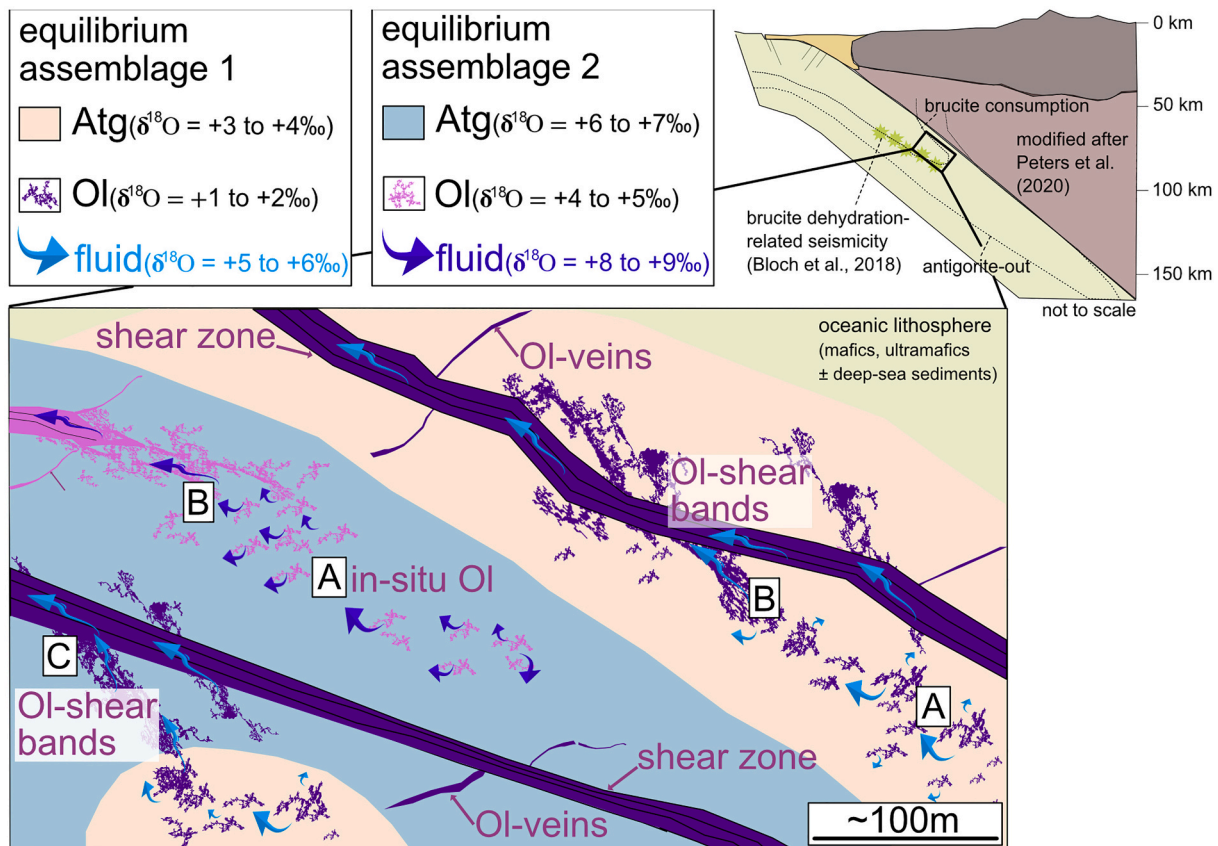 equilibrium
assemblage 1
Atg(δ¹⁸O = +3 to +4‰)
Ol(δ¹⁸O = +1 to +2‰)
fluid(δ¹⁸O = +5 to +6‰)
equilibrium
assemblage 2
Atg(δ¹⁸O = +6 to +7‰)
Ol(δ¹⁸O = +4 to +5‰)
fluid(δ¹⁸O = +8 to +9‰)
0 km
50 km
100 km
150 km
brucite consumption
modified after
Peters et al.
(2020)
brucite dehydration-
related seismicity
(Bloch et al., 2018)
antigorite-out
not to scale
shear zone
Ol-veins
oceanic lithosphere
(mafics, ultramafics
± deep-sea sediments)
Ol-shear
bands
B
A in-situ Ol
B
A
C
Ol-shear
bands
shear zone
Ol-veins
~100m